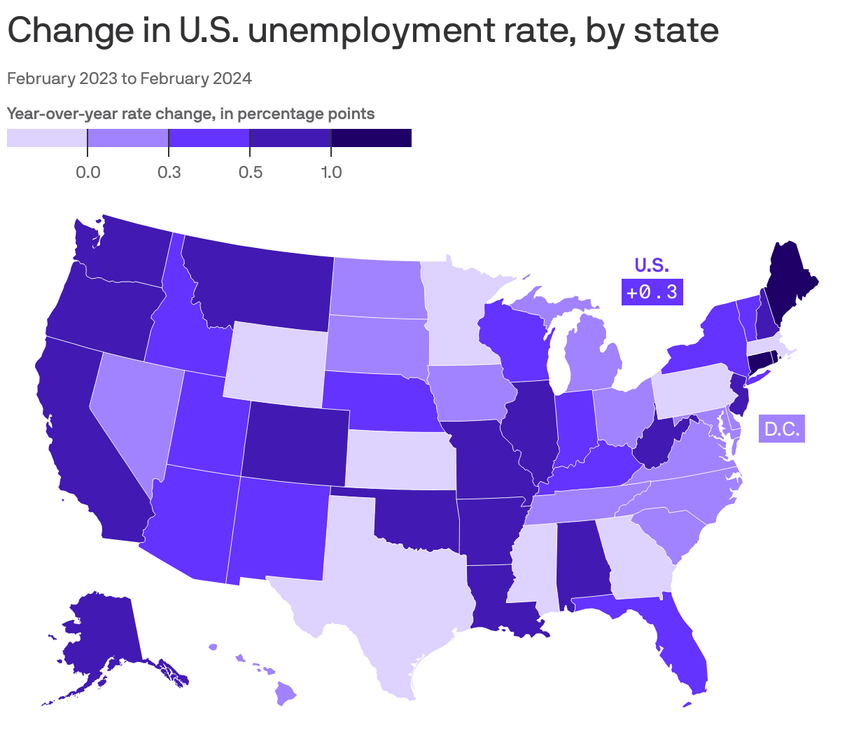 Change in U.S. unemployment rate, by state
February 2023 to February 2024
Year-over-year rate change, in percentage points
0.0 0.3 0.5 1.0
U.S.
+0.3
D.C.